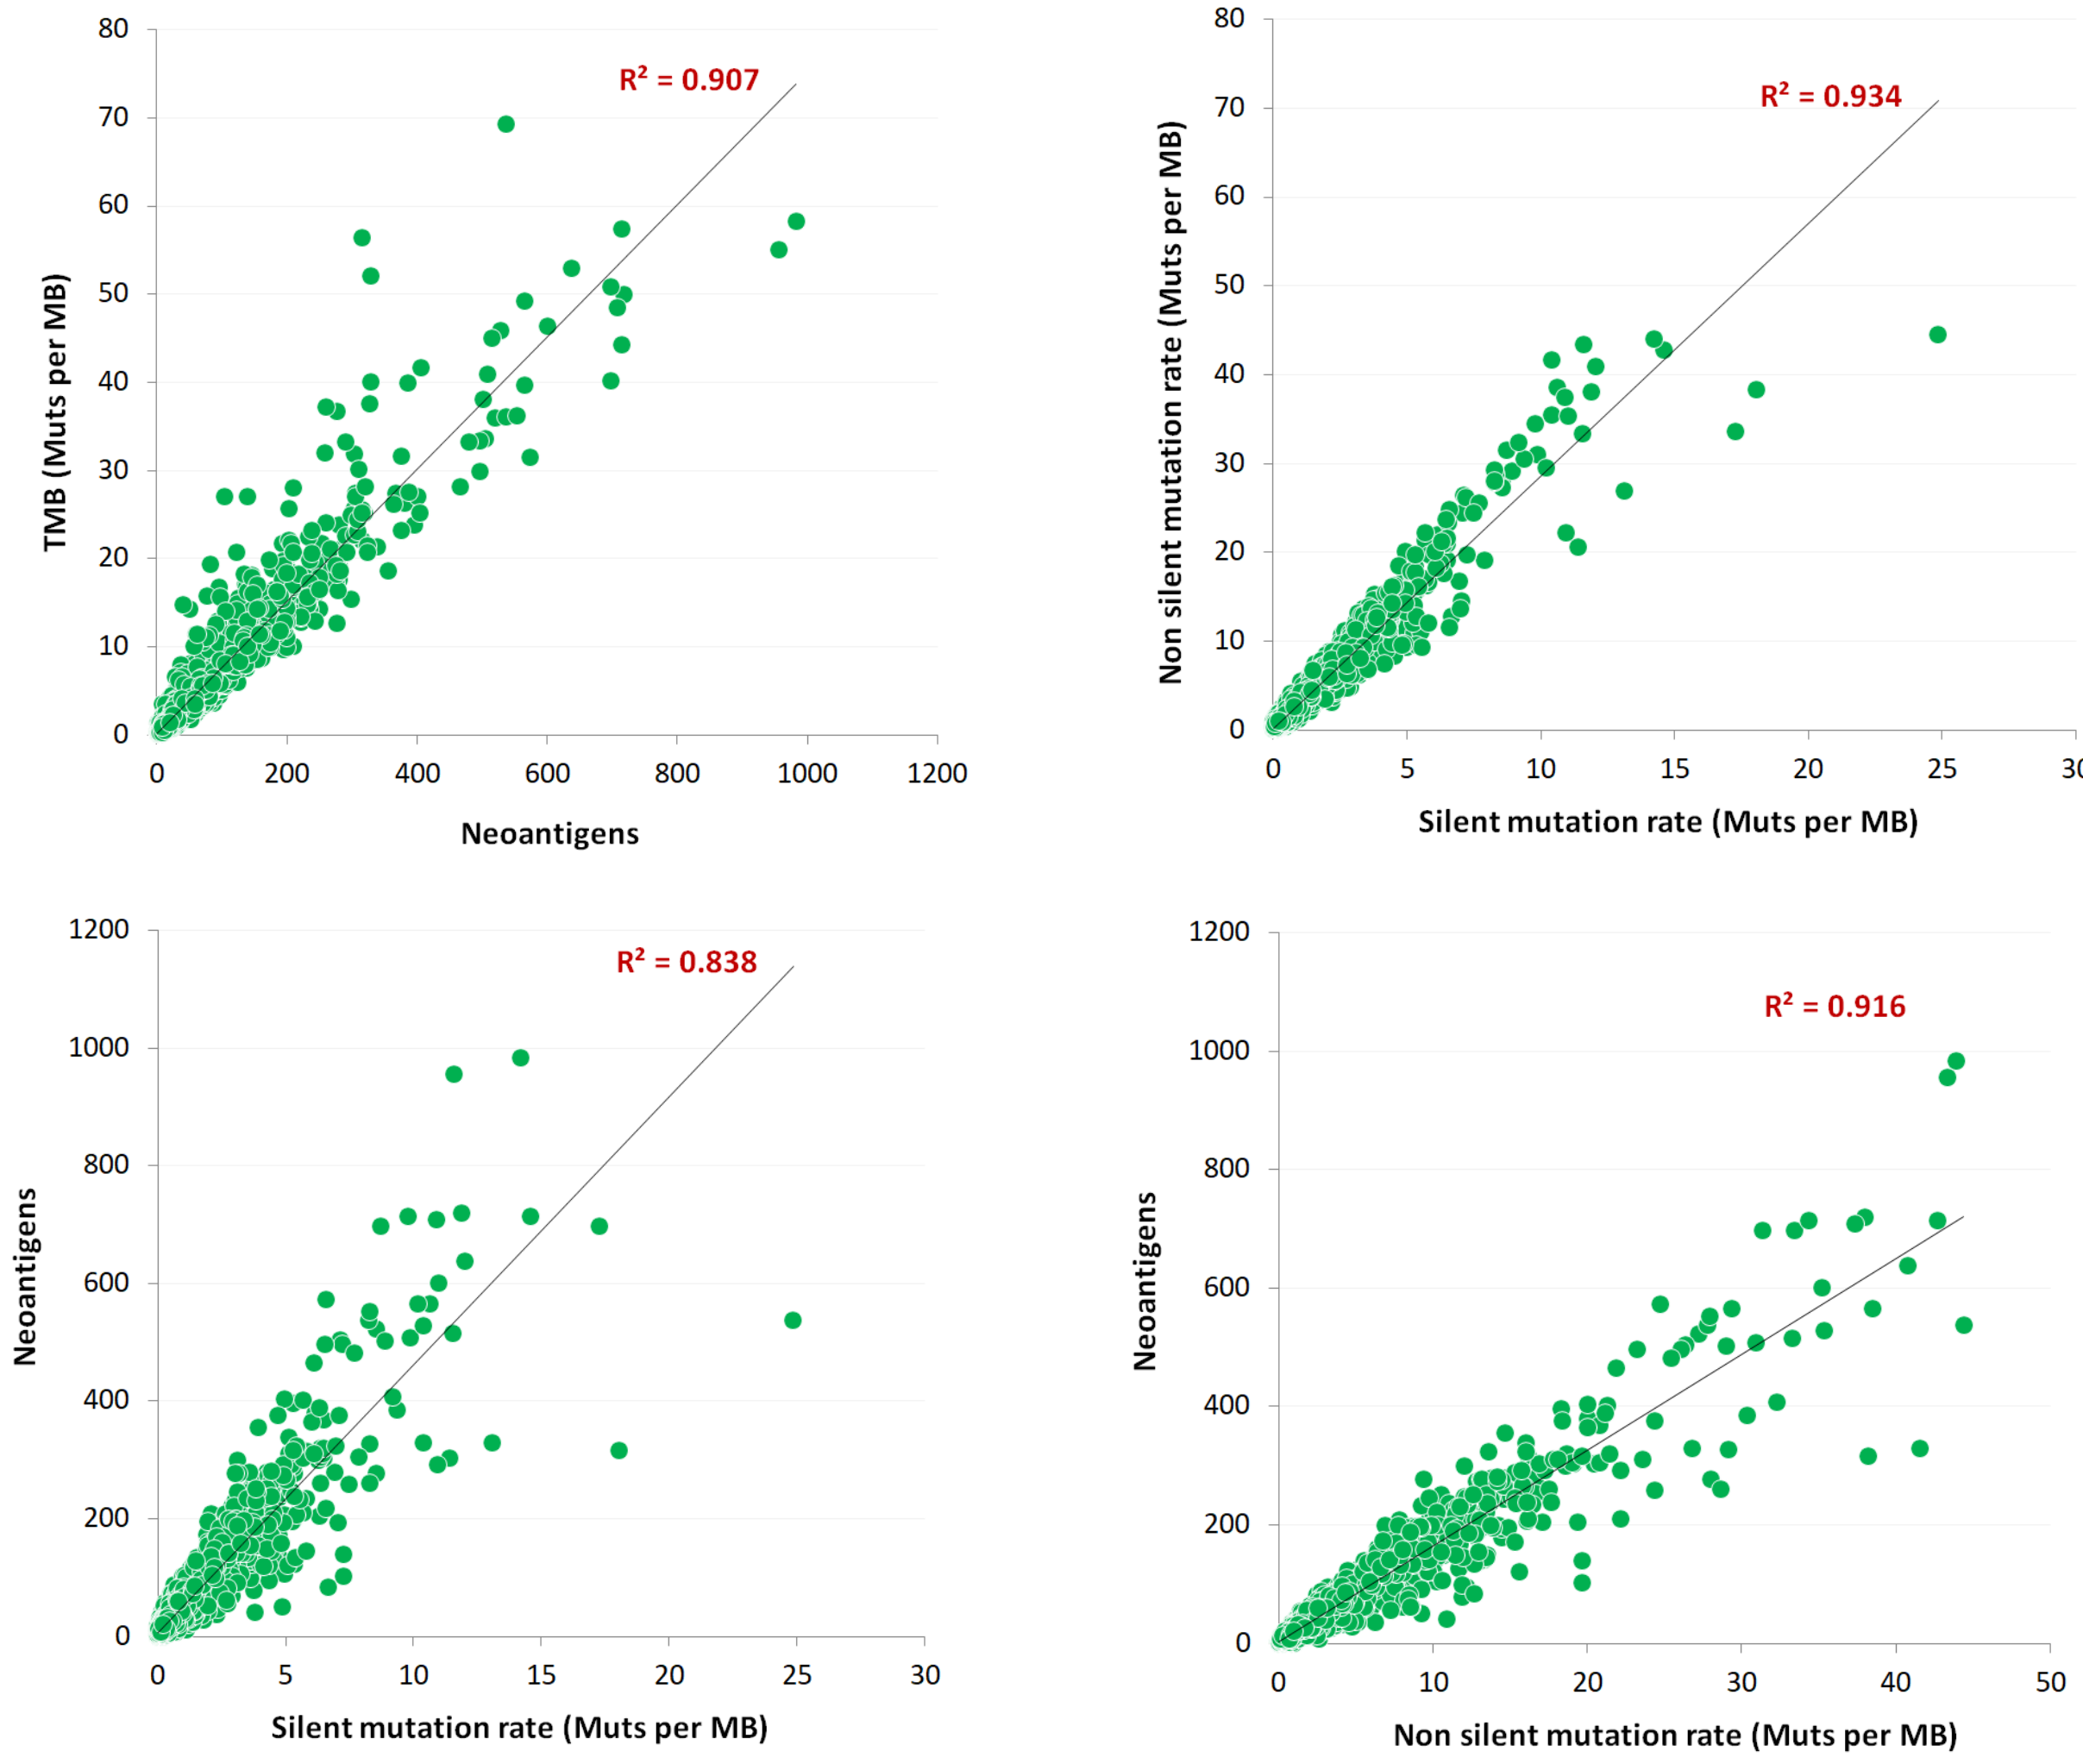 80
70
60
50
40
30
20
10
0
TMB (Muts per MB)
R² = 0.907
0 200 400 600 800 1000 1200
Neoantigens
80
70
60
50
40
30
20
10
0
Non silent mutation rate (Muts per MB)
R² = 0.934
0 5 10 15 20 25 30
Silent mutation rate (Muts per MB)
1200
1000
800
600
400
200
0
Neoantigens
R² = 0.838
0 5 10 15 20 25 30
Silent mutation rate (Muts per MB)
1200
1000
800
600
400
200
0
Neoantigens
R² = 0.916
0 10 20 30 40 50
Non silent mutation rate (Muts per MB)